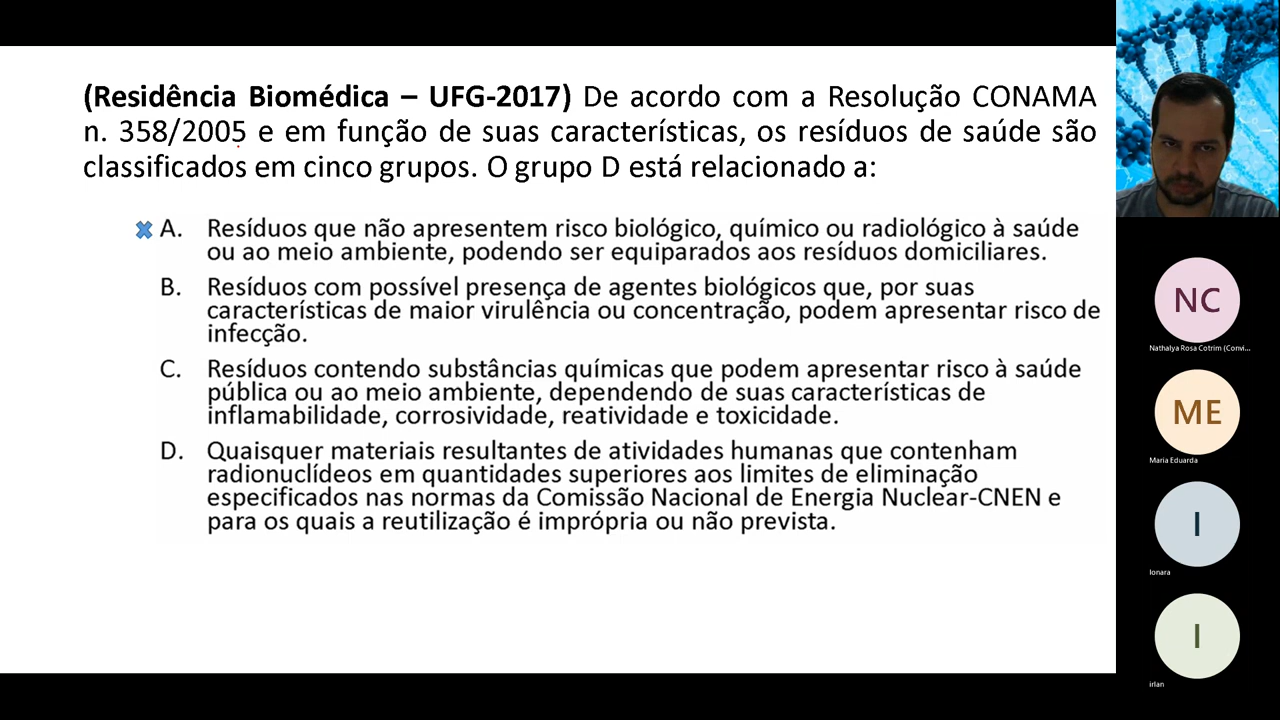 (Residência Biomédica – UFG-2017) De acordo com a Resolução CONAMA
n. 358/2005 e em função de suas características, os resíduos de saúde são
classificados em cinco grupos. O grupo D está relacionado a:
A. Resíduos que não apresentem risco biológico, químico ou radiológico à saúde
ou ao meio ambiente, podendo ser equiparados aos resíduos domiciliares.
B. Resíduos com possível presença de agentes biológicos que, por suas
características de maior virulência ou concentração, podem apresentar risco de
infecção.
C. Resíduos contendo substâncias químicas que podem apresentar risco à saúde
pública ou ao meio ambiente, dependendo de suas características de
inflamabilidade, corrosividade, reatividade e toxicidade.
D. Quaisquer materiais resultantes de atividades humanas que contenham
radionuclídeos em quantidades superiores aos limites de eliminação
especificados nas normas da Comissão Nacional de Energia Nuclear-CNEN e
para os quais a reutilização é imprópria ou não prevista.
NC
Nathalya Rosa Cotrim (Convi...
ME
Maria Eduarda
I
Ionara
I
irlan